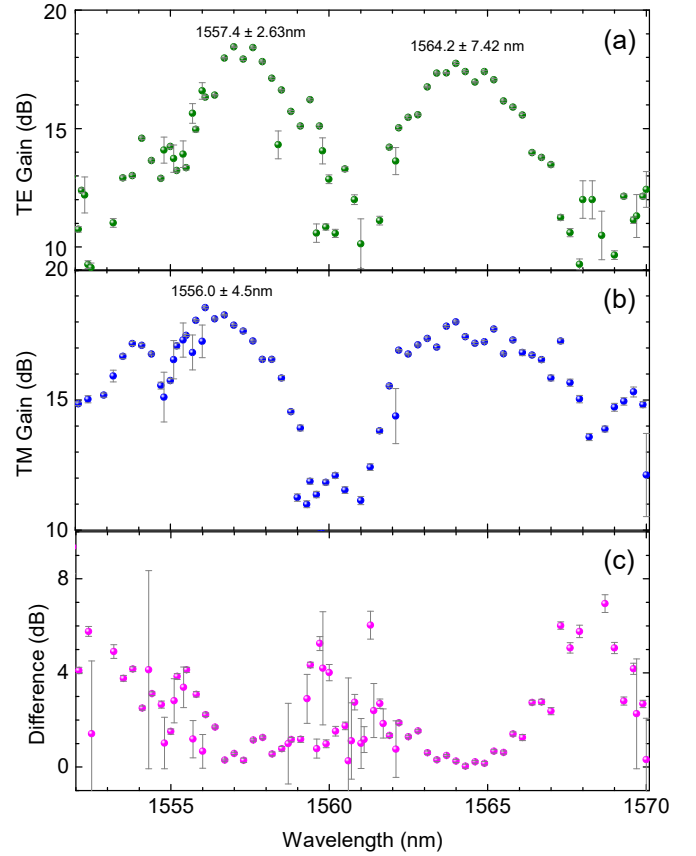 20
1557.4 ± 2.63nm
1564.2 ± 7.42 nm
(a)
TE Gain (dB)
15
10
20
1556.0 ± 4.5nm
(b)
TM Gain (dB)
15
10
(c)
Difference (dB)
8
4
0
1555
1560
1565
1570
Wavelength (nm)